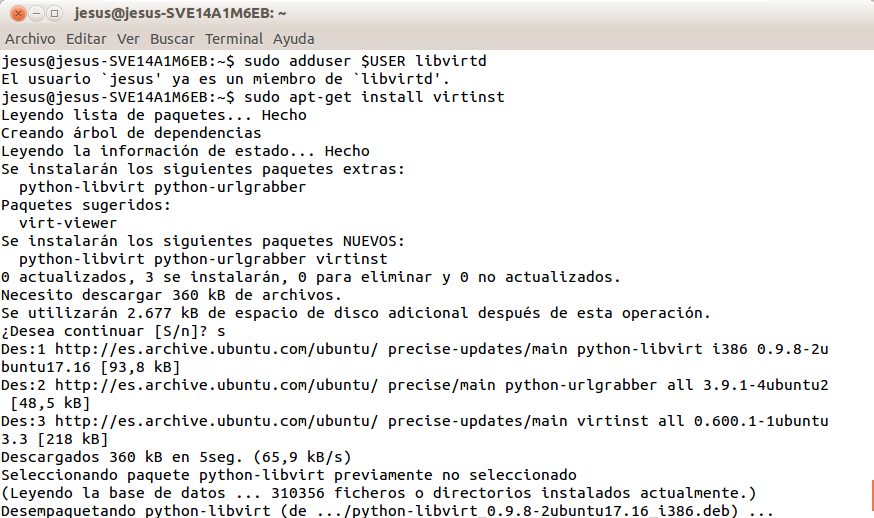 jesus@jesus-SVE14A1M6EB: ~
Archivo Editar Ver Buscar Terminal Ayuda
jesus@jesus-SVE14A1M6EB:~$ sudo adduser $USER libvirtd
El usuario `jesus' ya es un miembro de `libvirtd'.
jesus@jesus-SVE14A1M6EB:~$ sudo apt-get install virtinst
Leyendo lista de paquetes... Hecho
Creando árbol de dependencias
Leyendo la información de estado... Hecho
Se instalarán los siguientes paquetes extras:
  python-libvirt python-urlgrabber
Paquetes sugeridos:
  virt-viewer
Se instalarán los siguientes paquetes NUEVOS:
  python-libvirt python-urlgrabber virtinst
0 actualizados, 3 se instalarán, 0 para eliminar y 0 no actualizados.
Necesito descargar 360 kB de archivos.
Se utilizarán 2.677 kB de espacio de disco adicional después de esta operación.
¿Desea continuar [S/n]? s
Des:1 http://es.archive.ubuntu.com/ubuntu/ precise-updates/main python-libvirt i386 0.9.8-2u
buntu17.16 [93,8 kB]
Des:2 http://es.archive.ubuntu.com/ubuntu/ precise/main python-urlgrabber all 3.9.1-4ubuntu2
 [48,5 kB]
Des:3 http://es.archive.ubuntu.com/ubuntu/ precise-updates/main virtinst all 0.600.1-1ubuntu
3.3 [218 kB]
Descargados 360 kB en 5seg. (65,9 kB/s)
Seleccionando paquete python-libvirt previamente no seleccionado
(Leyendo la base de datos ... 310356 ficheros o directorios instalados actualmente.)
Desempaquetando python-libvirt (de .../python-libvirt_0.9.8-2ubuntu17.16_i386.deb) ...